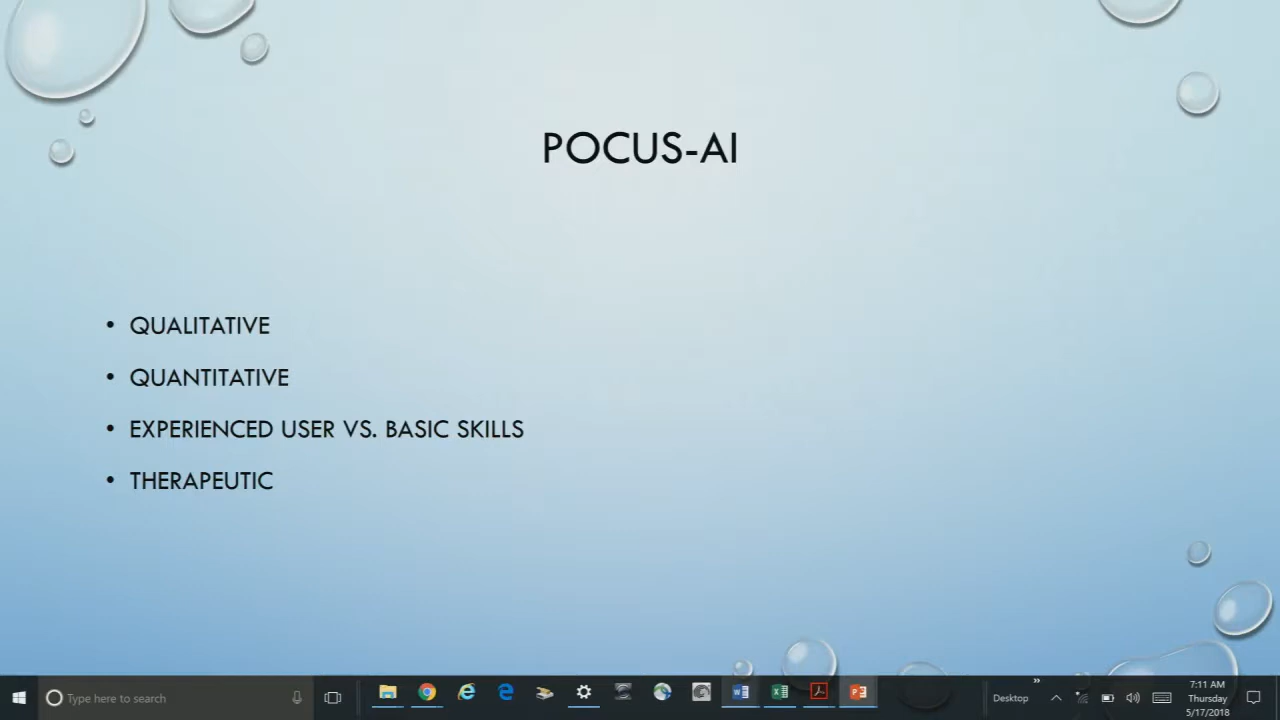 POCUS-AI
• QUALITATIVE
• QUANTITATIVE
• EXPERIENCED USER VS. BASIC SKILLS
• THERAPEUTIC
Type here to search
Desktop
7:11 AM
Thursday
5/17/2018